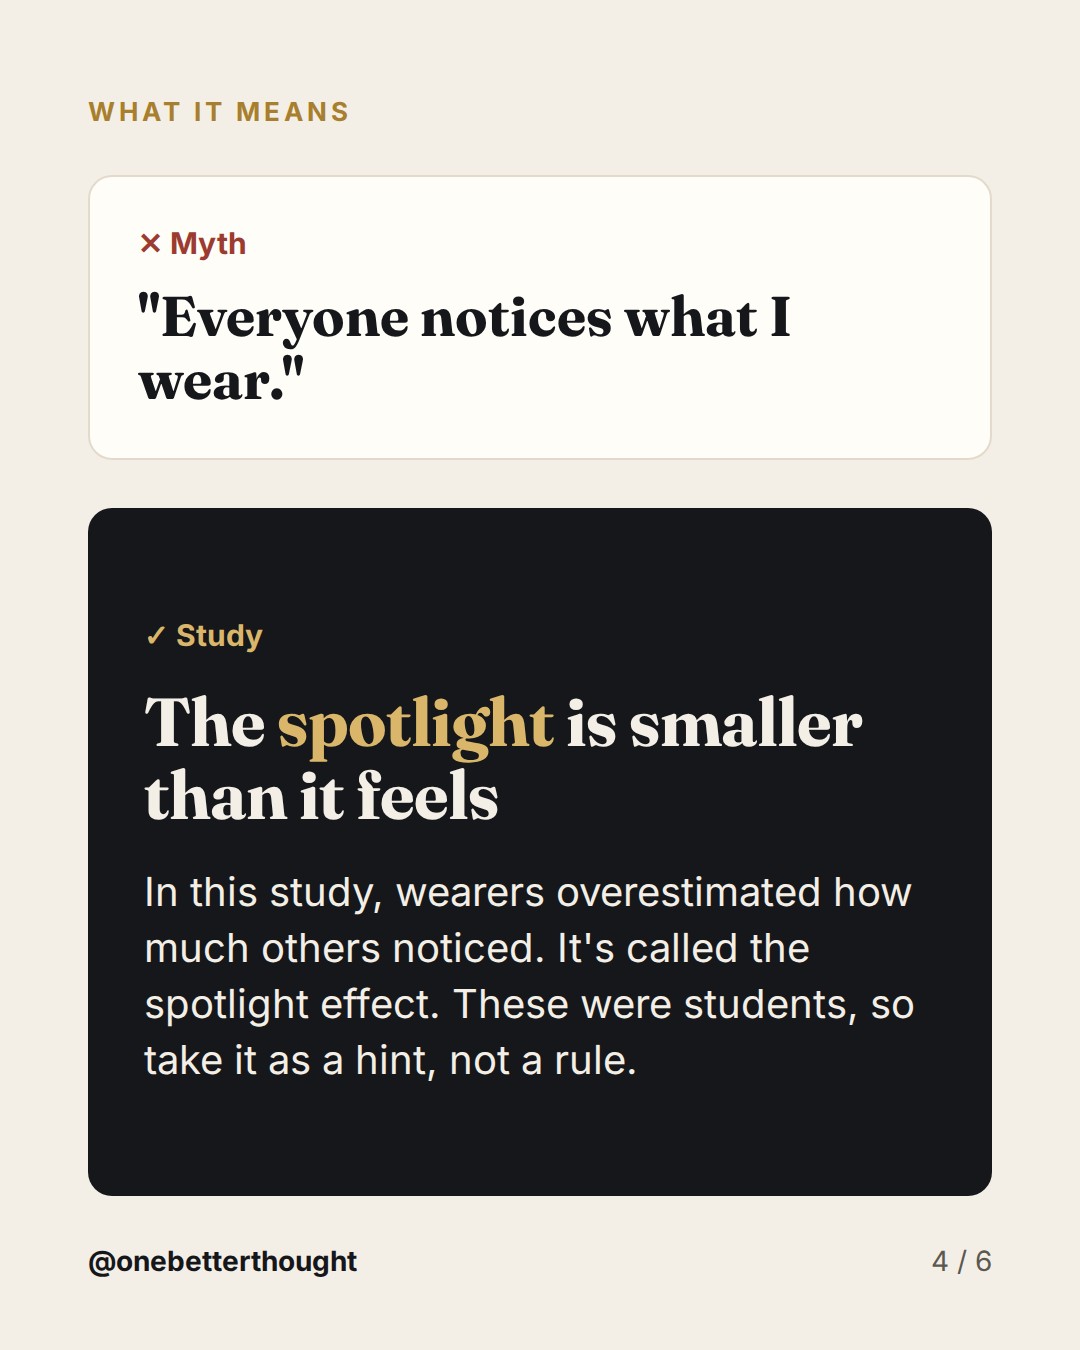 WHAT IT MEANS
✕ Myth
"Everyone notices what I
wear."
✓ Study
The spotlight is smaller
than it feels
In this study, wearers overestimated how
much others noticed. It's called the
spotlight effect. These were students, so
take it as a hint, not a rule.
@onebetterthought
4 / 6